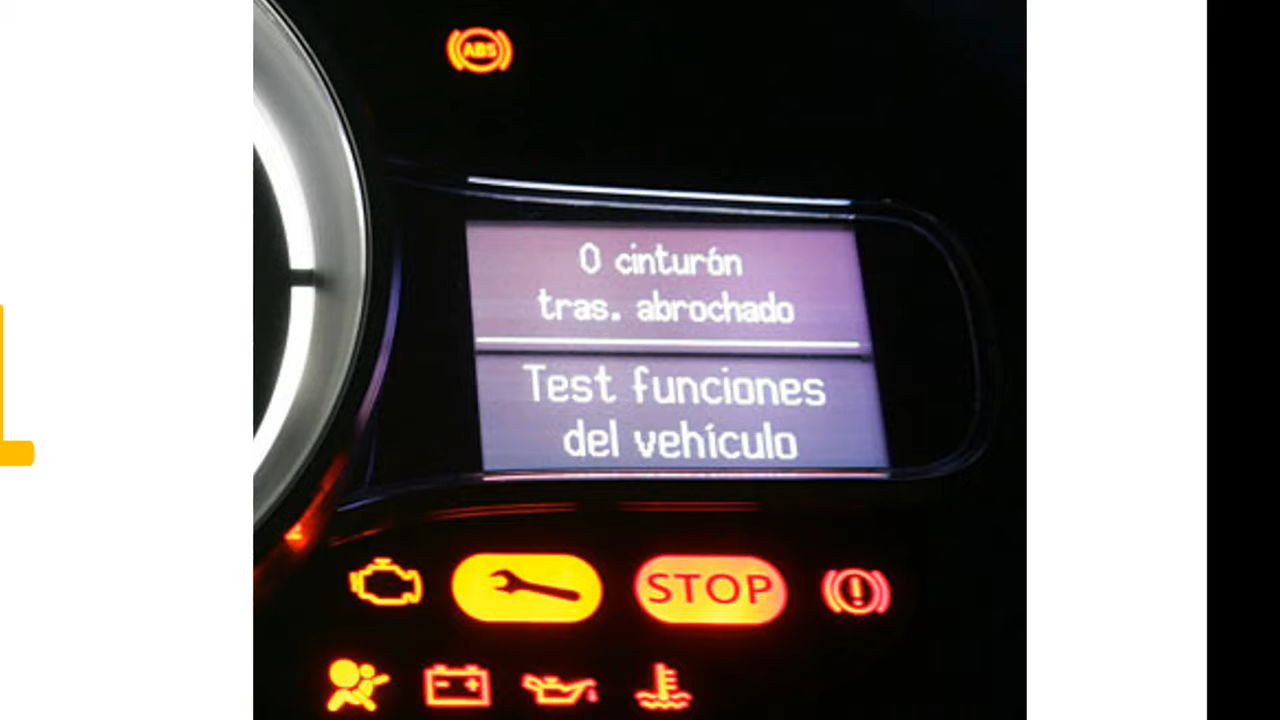 ABS
0 cinturón
tras. abrochado
Test funciones
del vehículo
STOP